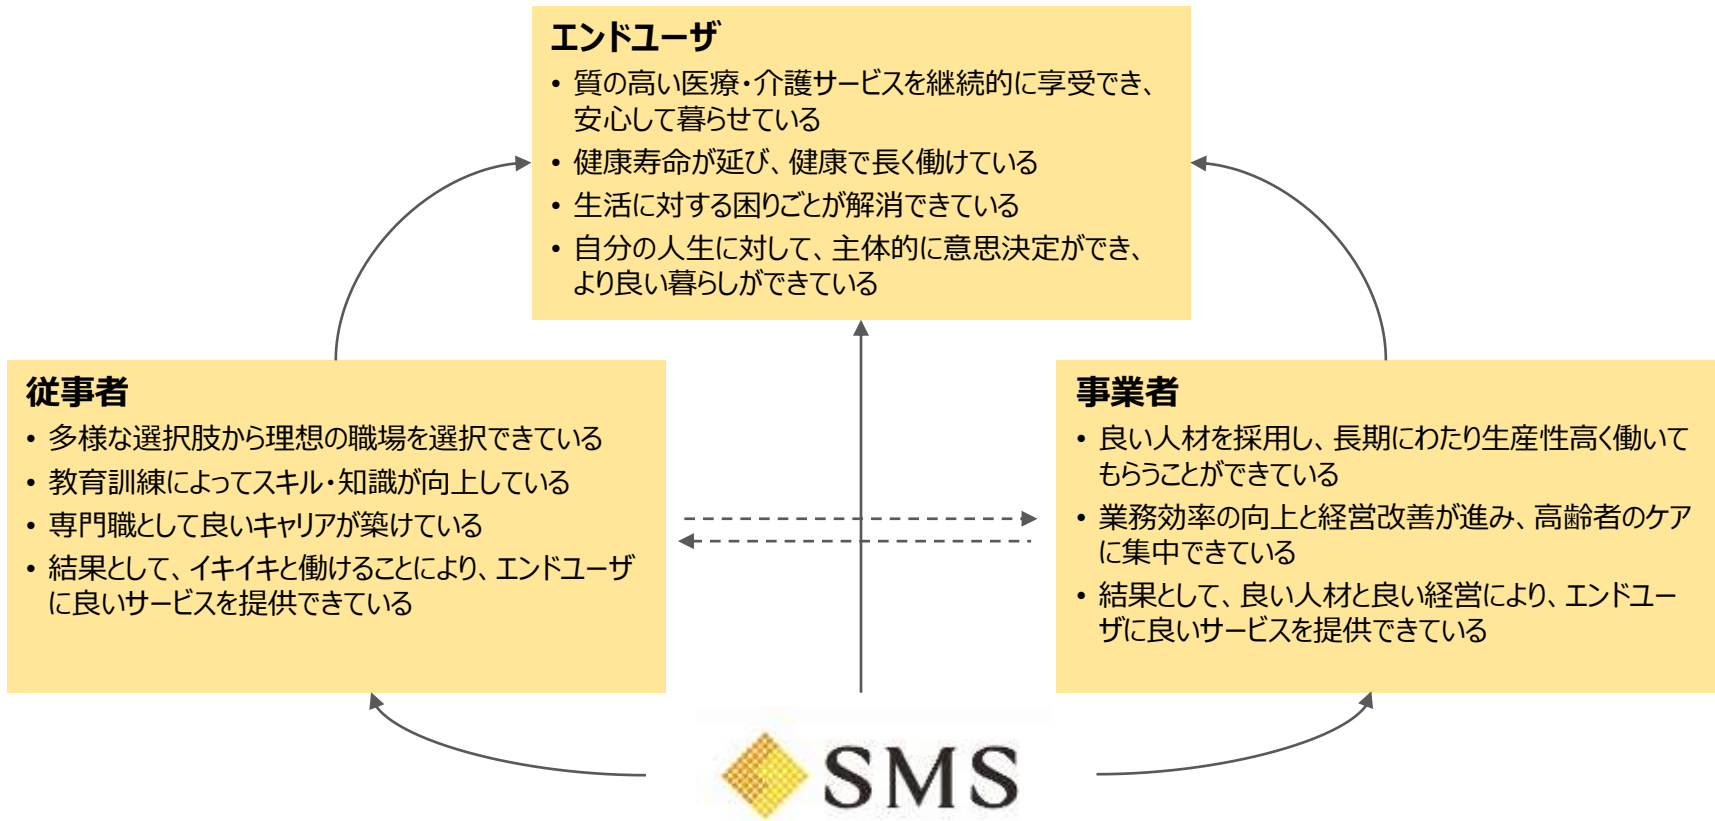 エンドユーザ
• 質の高い医療・介護サービスを継続的に享受でき、
安心して暮らせている
• 健康寿命が延び、健康で長く働けている
• 生活に対する困りごとが解消できている
• 自分の人生に対して、主体的に意思決定ができ、
より良い暮らしができている
従事者
• 多様な選択肢から理想の職場を選択できている
• 教育訓練によってスキル・知識が向上している
• 専門職として良いキャリアが築けている
• 結果として、イキイキと働けることにより、エンドユーザ
に良いサービスを提供できている
事業者
• 良い人材を採用し、長期にわたり生産性高く働いて
もらうことができている
• 業務効率の向上と経営改善が進み、高齢者のケア
に集中できている
• 結果として、良い人材と良い経営により、エンドユー
ザに良いサービスを提供できている
SMS